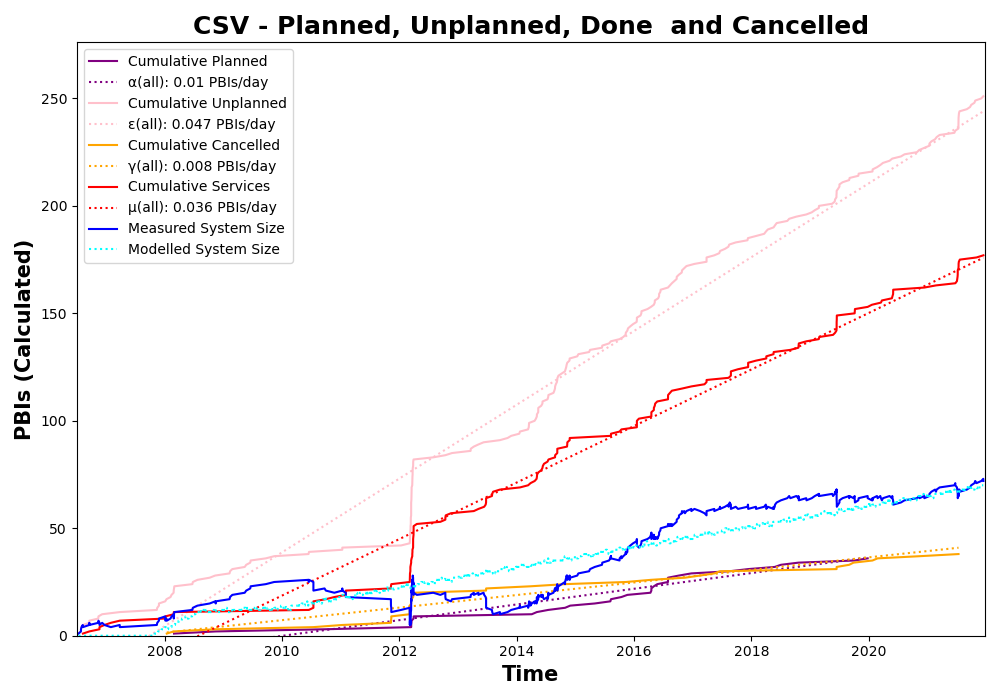 CSV - Planned, Unplanned, Done  and Cancelled
Cumulative Planned
α(all): 0.01 PBIs/day
Cumulative Unplanned
ε(all): 0.047 PBIs/day
Cumulative Cancelled
γ(all): 0.008 PBIs/day
Cumulative Services
μ(all): 0.036 PBIs/day
Measured System Size
Modelled System Size
PBIs (Calculated)
250
200
150
100
50
0
2008 2010 2012 2014 2016 2018 2020
Time